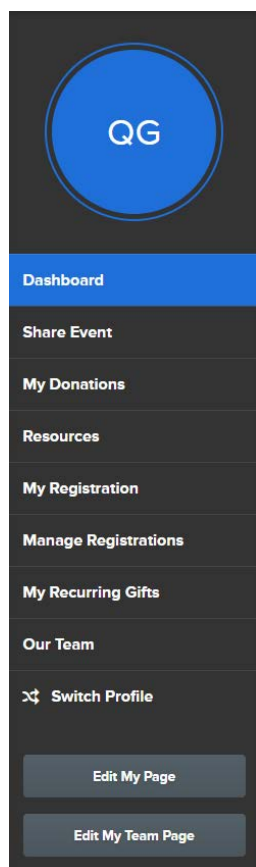 QG
Dashboard
Share Event
My Donations
Resources
My Registration
Manage Registrations
My Recurring Gifts
Our Team
Switch Profile
Edit My Page
Edit My Team Page